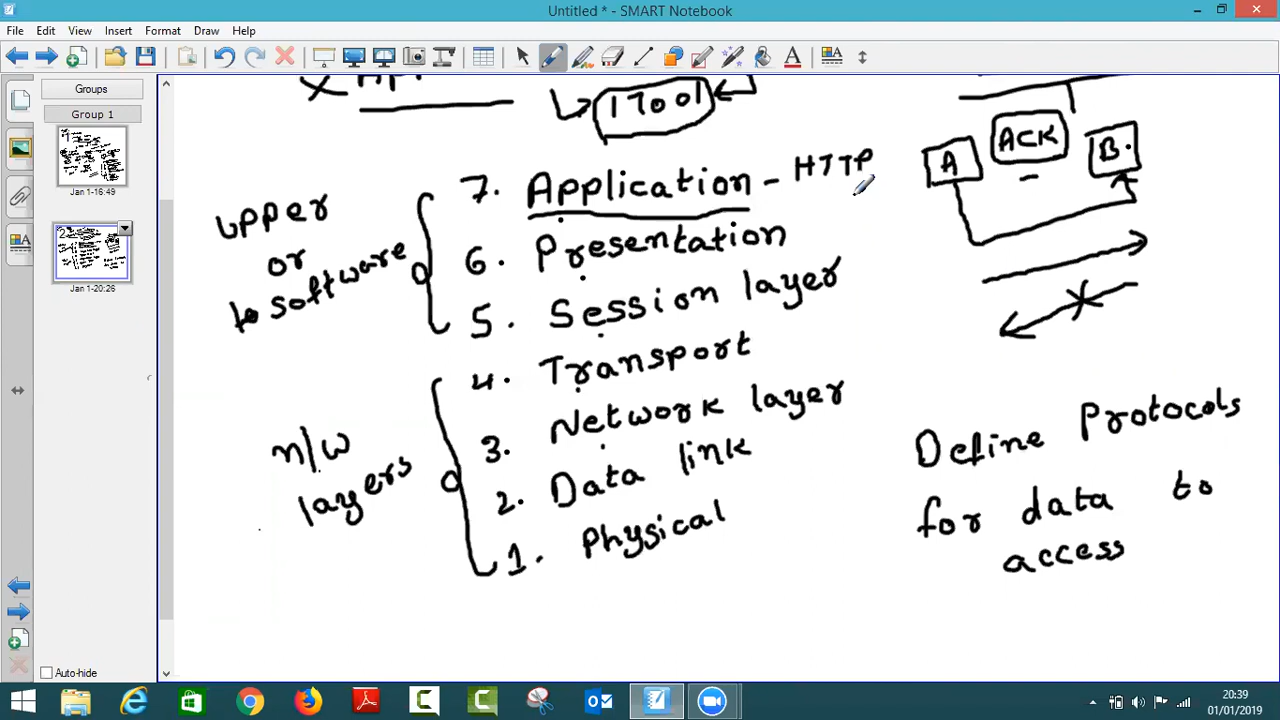 Untitled * - SMART Notebook
File Edit View Insert Format Draw Help
Groups
Group 1
Jan 1-16:49
Jan 1-20:26
Auto-hide
17001
A
ACK
B
upper
or
software
7. Application - HTTP
6. Presentation
5. Session layer
4. Transport
n/w
layers
3. Network layer
2. Data link
1. Physical
Define Protocols
for data to
access
20:39
01/01/2019